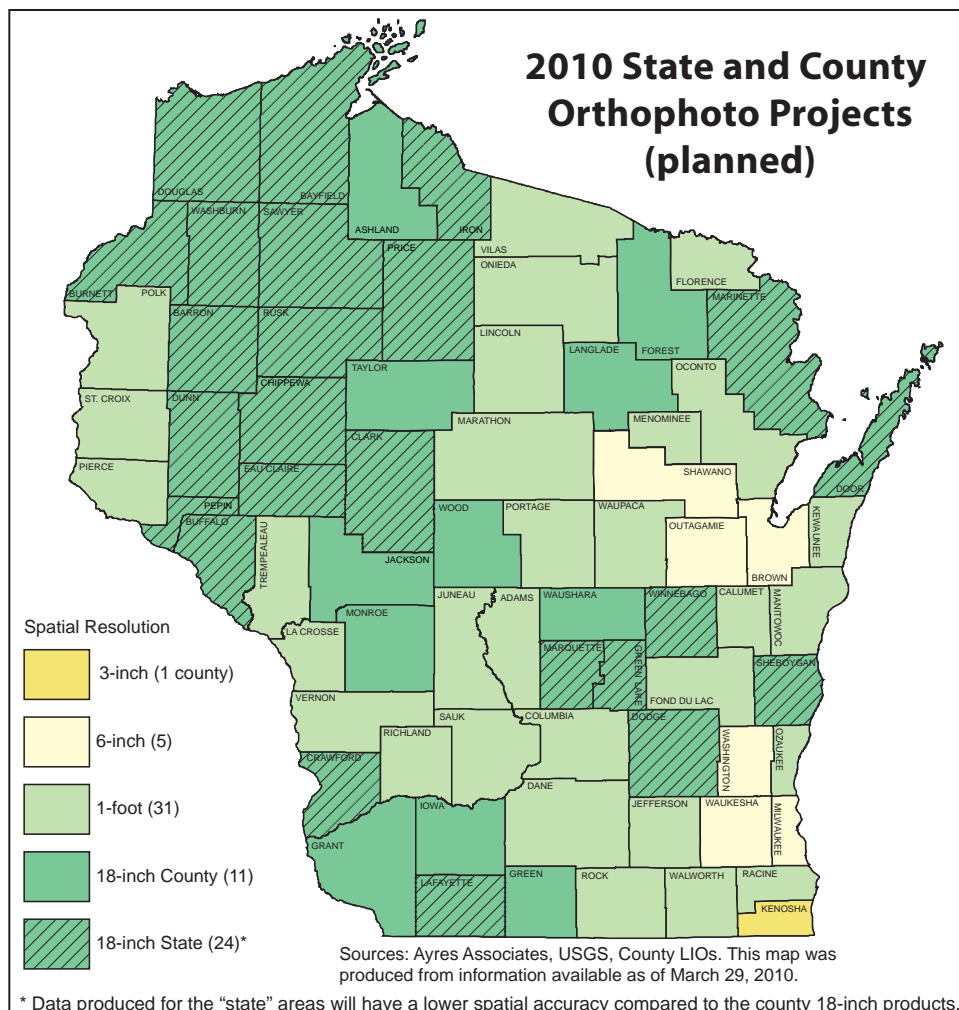 2010 State and County
Orthophoto Projects
(planned)
DOUGLAS
BAYFIELD
ASHLAND
IRON
VILAS
WASHBURN
SAWYER
PRICE
ONIEDA
FLORENCE
BURNETT
POLK
BARRON
RUSK
LINCOLN
LANGLADE
FOREST
MARINETTE
TAYLOR
OCONTO
CHIPPEWA
ST. CROIX
DUNN
MARATHON
MENOMINEE
CLARK
PIERCE
EAU CLAIRE
SHAWANO
DOOR
PEPIN
BUFFALO
WOOD
PORTAGE
WAUPACA
OUTAGAMIE
KEWAUNEE
TREMPEALEAU
JACKSON
BROWN
MONROE
JUNEAU
ADAMS
WAUSHARA
WINNEBAGO
CALUMET
MANITOWOC
LA CROSSE
MARQUETTE
GREEN LAKE
SHEBOYGAN
VERNON
FOND DU LAC
SAUK
COLUMBIA
DODGE
RICHLAND
WASHINGTON
OZAUKEE
CRAWFORD
DANE
IOWA
JEFFERSON
WAUKESHA
MILWAUKEE
GRANT
LAFAYETTE
GREEN
ROCK
WALWORTH
RACINE
KENOSHA
Spatial Resolution
3-inch (1 county)
6-inch (5)
1-foot (31)
18-inch County (11)
18-inch State (24)*
Sources: Ayres Associates, USGS, County LIOs. This map was
produced from information available as of March 29, 2010.
* Data produced for the “state” areas will have a lower spatial accuracy compared to the county 18-inch products.